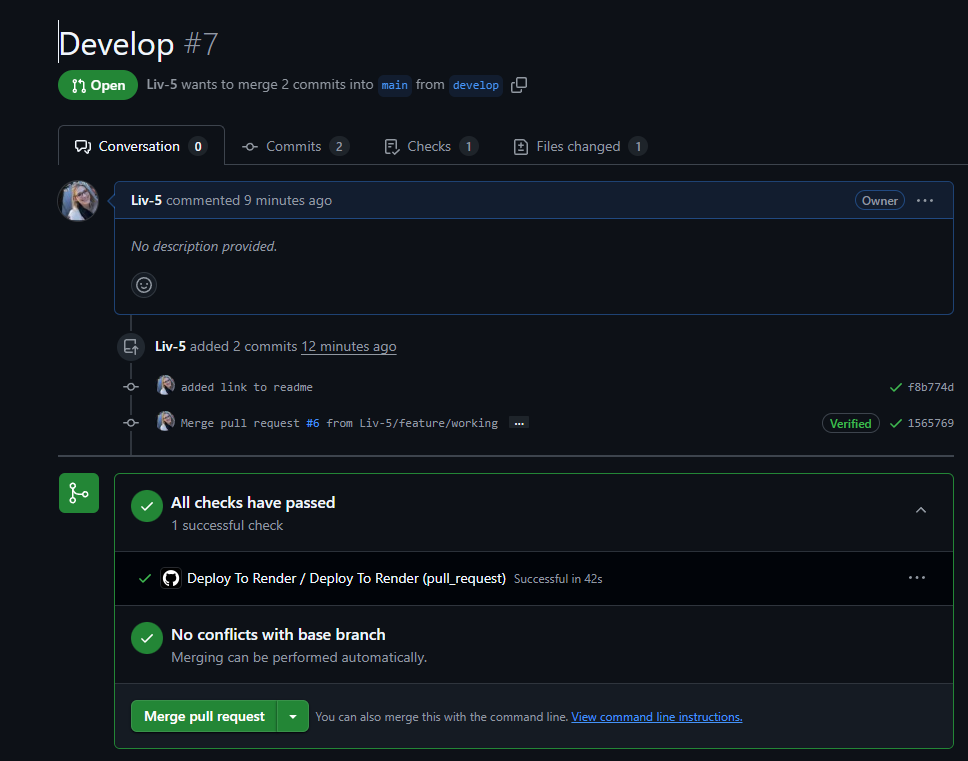 Develop #7
Open Liv-5 wants to merge 2 commits into main from develop
Conversation 0 Commits 2 Checks 1 Files changed 1
Liv-5 commented 9 minutes ago Owner ...
No description provided.
Liv-5 added 2 commits 12 minutes ago
added link to readme f8b774d
Merge pull request #6 from Liv-5/feature/working ... Verified 1565769
All checks have passed
1 successful check
Deploy To Render / Deploy To Render (pull_request) Successful in 42s ...
No conflicts with base branch
Merging can be performed automatically.
Merge pull request You can also merge this with the command line. View command line instructions.